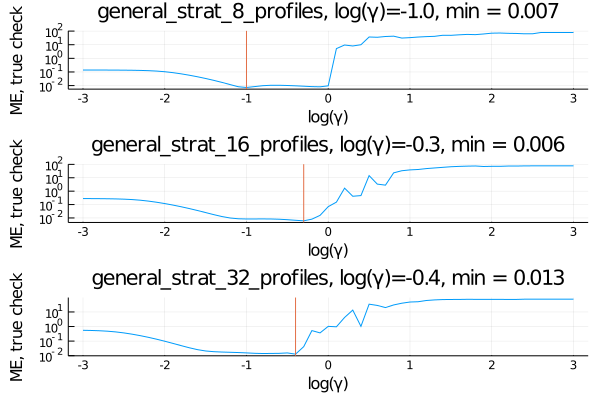 general_strat_8_profiles, log(γ)=-1.0, min = 0.007
ME, true check
10²
10¹
10⁰
10⁻¹
10⁻²
-3 -2 -1 0 1 2 3
log(γ)
general_strat_16_profiles, log(γ)=-0.3, min = 0.006
ME, true check
10²
10¹
10⁰
10⁻¹
10⁻²
-3 -2 -1 0 1 2 3
log(γ)
general_strat_32_profiles, log(γ)=-0.4, min = 0.013
ME, true check
10¹
10⁰
10⁻¹
10⁻²
-3 -2 -1 0 1 2 3
log(γ)